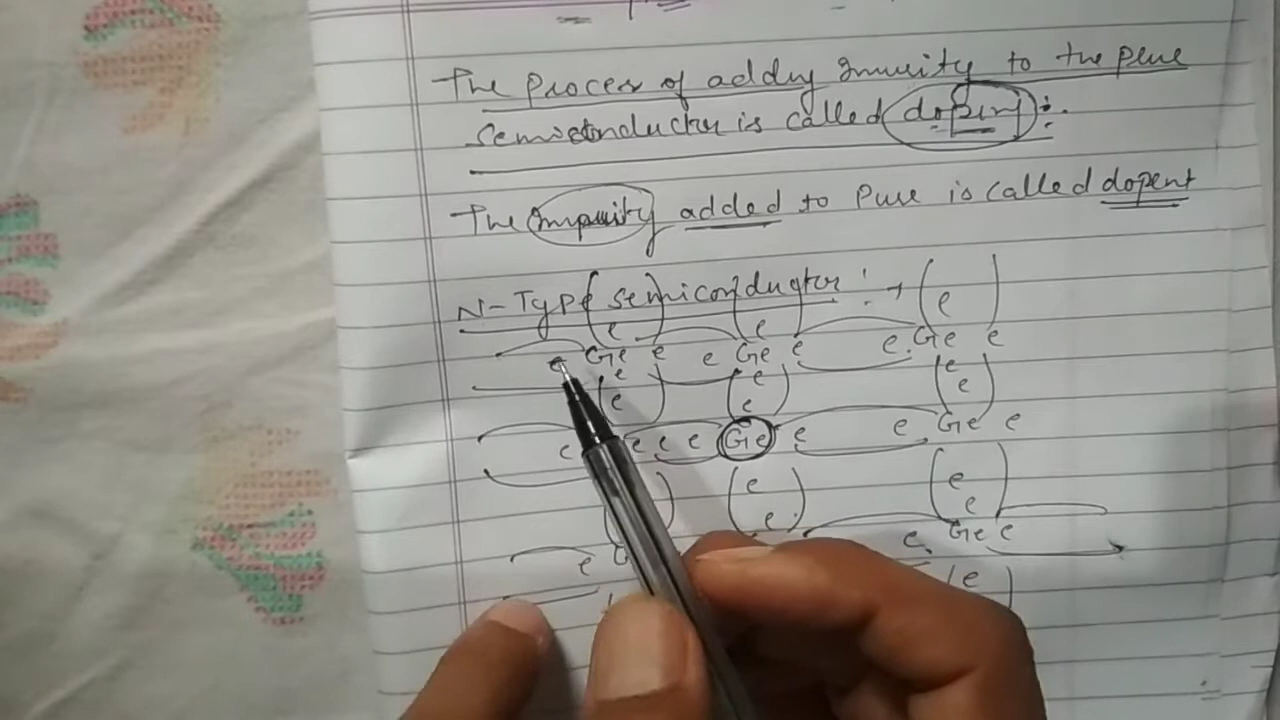 The process of adding impurity to the pure
semiconductor is called doping :.
The impurity added to pure is called dopent
N-Type semiconductor : → e
e e
e Ge e e Ge e e Ge e
e e e
e e e
e e e e Ge e e Ge e
e e
e e
e e Ge e
e